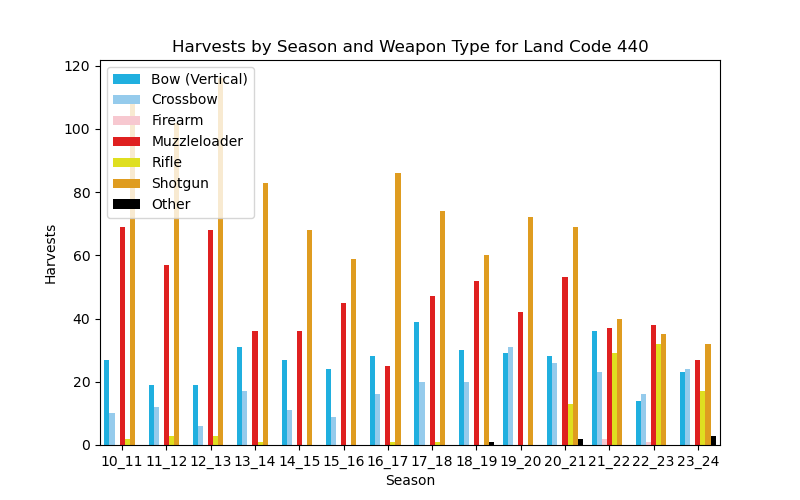 Harvests by Season and Weapon Type for Land Code 440
120
100
80
60
40
20
0
Harvests
Bow (Vertical)
Crossbow
Firearm
Muzzleloader
Rifle
Shotgun
Other
10_11 11_12 12_13 13_14 14_15 15_16 16_17 17_18 18_19 19_20 20_21 21_22 22_23 23_24
Season